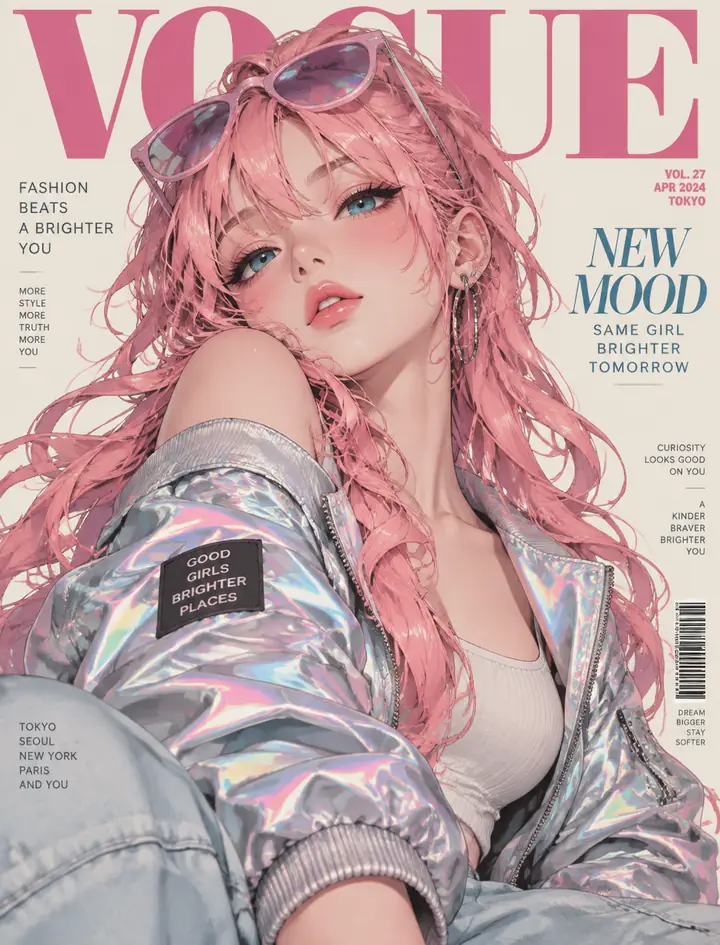 VOGUE
VOL. 27
APR 2024
TOKYO
FASHION
BEATS
A BRIGHTER
YOU
MORE
STYLE
MORE
TRUTH
MORE
YOU
NEW
MOOD
SAME GIRL
BRIGHTER
TOMORROW
CURIOSITY
LOOKS GOOD
ON YOU
A
KINDER
BRAVER
BRIGHTER
YOU
GOOD
GIRLS
BRIGHTER
PLACES
DREAM
BIGGER
STAY
SOFTER
TOKYO
SEOUL
NEW YORK
PARIS
AND YOU